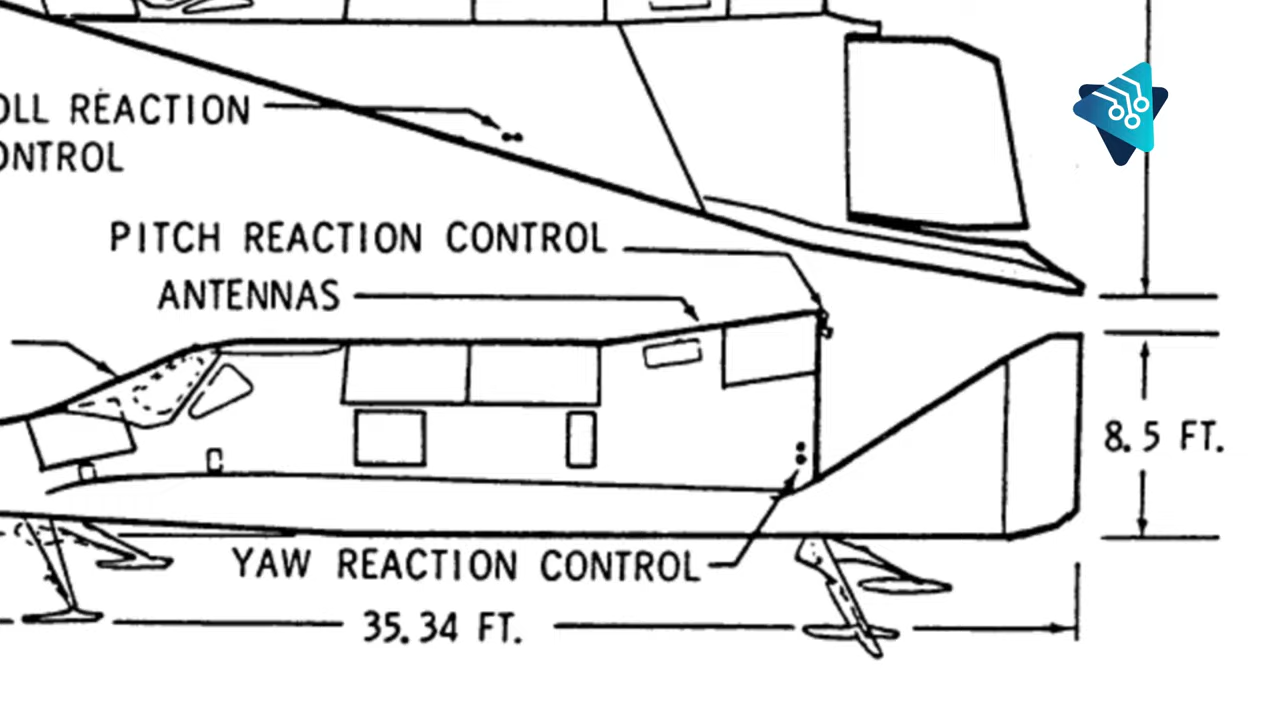 OLL REACTION
ONTROL
PITCH REACTION CONTROL
ANTENNAS
8.5 FT.
YAW REACTION CONTROL
35.34 FT.